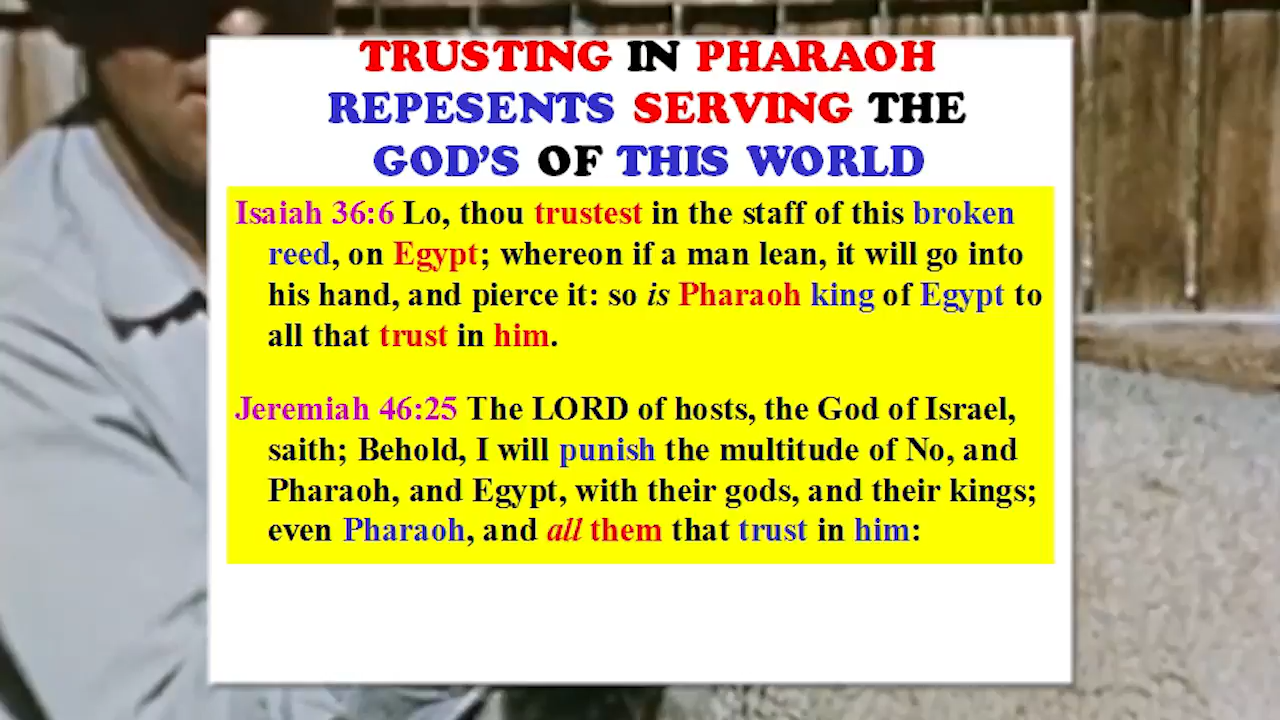 TRUSTING IN PHARAOH
REPESENTS SERVING THE
GOD'S OF THIS WORLD
Isaiah 36:6 Lo, thou trustest in the staff of this broken
reed, on Egypt; whereon if a man lean, it will go into
his hand, and pierce it: so is Pharaoh king of Egypt to
all that trust in him.
Jeremiah 46:25 The LORD of hosts, the God of Israel,
saith; Behold, I will punish the multitude of No, and
Pharaoh, and Egypt, with their gods, and their kings;
even Pharaoh, and all them that trust in him: